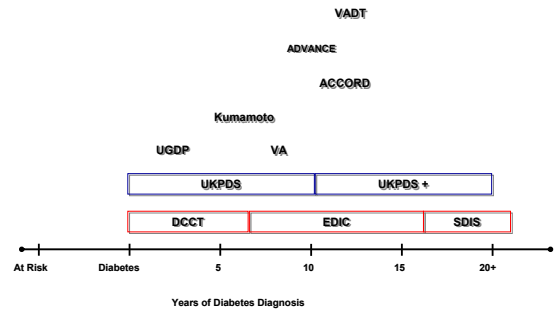 VADT
ADVANCE
ACCORD
Kumamoto
UGDP VA
UKPDS UKPDS +
DCCT EDIC SDIS
At Risk Diabetes 5 10 15 20+
Years of Diabetes Diagnosis